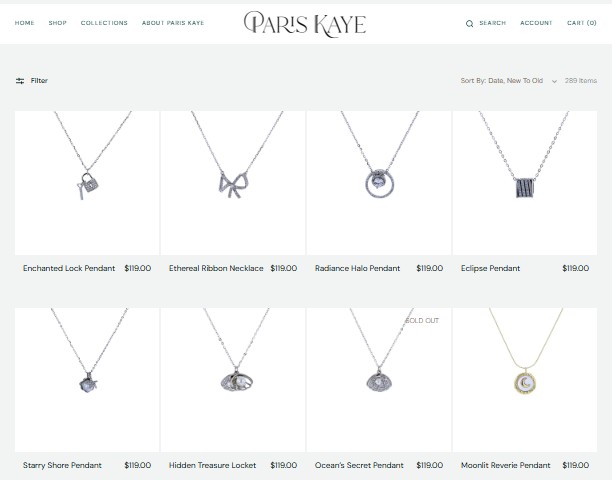 HOME SHOP COLLECTIONS ABOUT PARIS KAYE PARIS KAYE SEARCH ACCOUNT CART (0)
Filter Sort By: Date, New To Old 289 Items
Enchanted Lock Pendant $119.00 Ethereal Ribbon Necklace $119.00 Radiance Halo Pendant $119.00 Eclipse Pendant $119.00
SOLD OUT
Starry Shore Pendant $119.00 Hidden Treasure Locket $119.00 Ocean's Secret Pendant $119.00 Moonlit Reverie Pendant $119.00